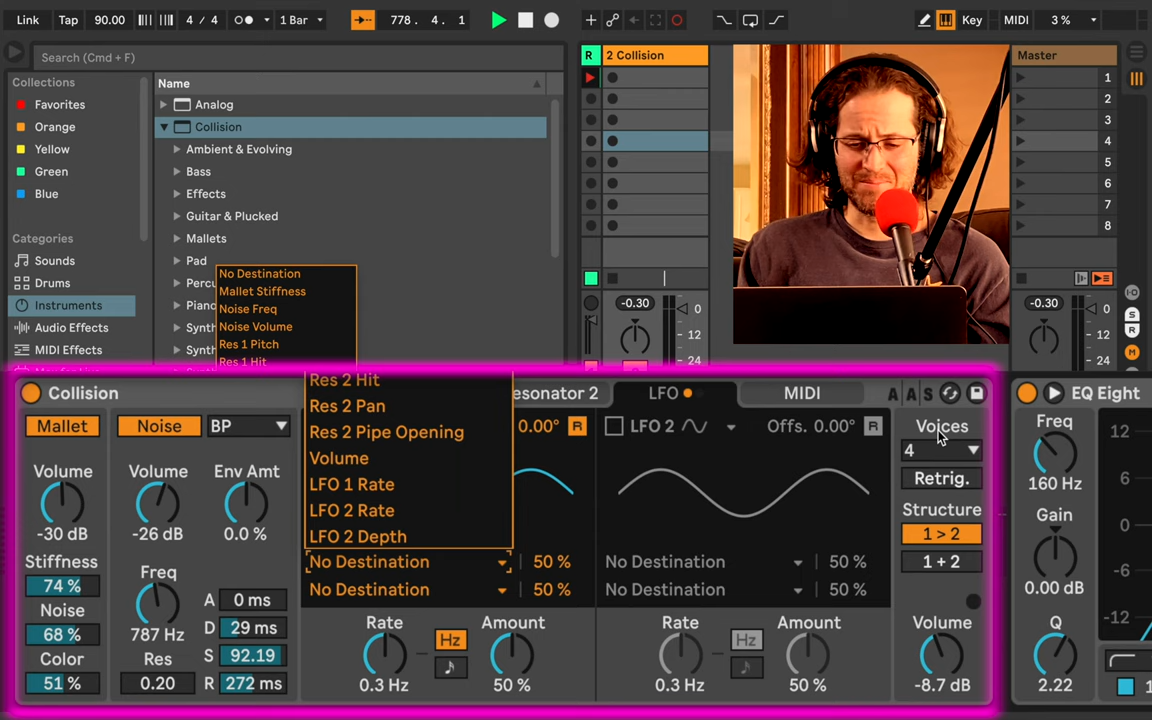 Link Tap 90.00 4 / 4 1 Bar 778. 4. 1 Key MIDI 3 %
Search (Cmd + F)
Collections
Favorites
Orange
Yellow
Green
Blue
Categories
Sounds
Drums
Instruments
Audio Effects
MIDI Effects
Name
Analog
Collision
Ambient & Evolving
Bass
Effects
Guitar & Plucked
Mallets
Pad
Percu
Piano
Synth
Synth
No Destination
Mallet Stiffness
Noise Freq
Noise Volume
Res 1 Pitch
Res 1 Hit
R 2 Collision
Master
1
2
3
4
5
6
7
8
-0.30
0
12
24
S
R
M
-0.30
0
12
24
I-O
S
R
M
Collision
esonator 2 LFO MIDI A A S
Mallet
Volume
-30 dB
Stiffness
74 %
Noise
68 %
Color
51 %
Noise BP
Volume Env Amt
-26 dB 0.0 %
Freq
787 Hz
Res
0.20
A 0 ms
D 29 ms
S 92.19
R 272 ms
Res 2 Hit
Res 2 Pan
Res 2 Pipe Opening
Volume
LFO 1 Rate
LFO 2 Rate
LFO 2 Depth
0.00° R
No Destination 50 %
No Destination 50 %
Rate Hz Amount
0.3 Hz 50 %
LFO 2 Offs. 0.00° R
No Destination 50 %
No Destination 50 %
Rate Hz Amount
0.3 Hz 50 %
Voices
4
Retrig.
Structure
1 > 2
1 + 2
Volume
-8.7 dB
EQ Eight
Freq
160 Hz
Gain
0.00 dB
Q
2.22
12
6
0
-6
-12
1